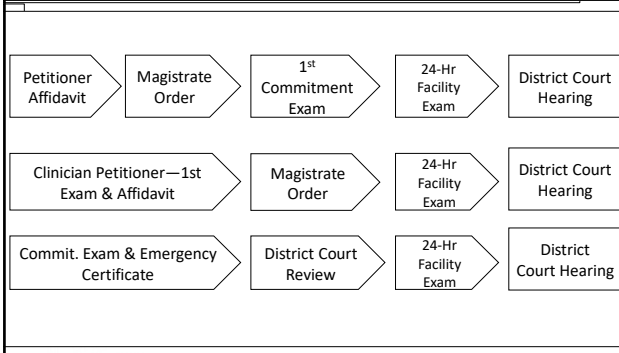 Petitioner
Affidavit
Magistrate
Order
1st
Commitment
Exam
24-Hr
Facility
Exam
District Court
Hearing
Clinician Petitioner—1st
Exam & Affidavit
Magistrate
Order
24-Hr
Facility
Exam
District Court
Hearing
Commit. Exam & Emergency
Certificate
District Court
Review
24-Hr
Facility
Exam
District
Court Hearing